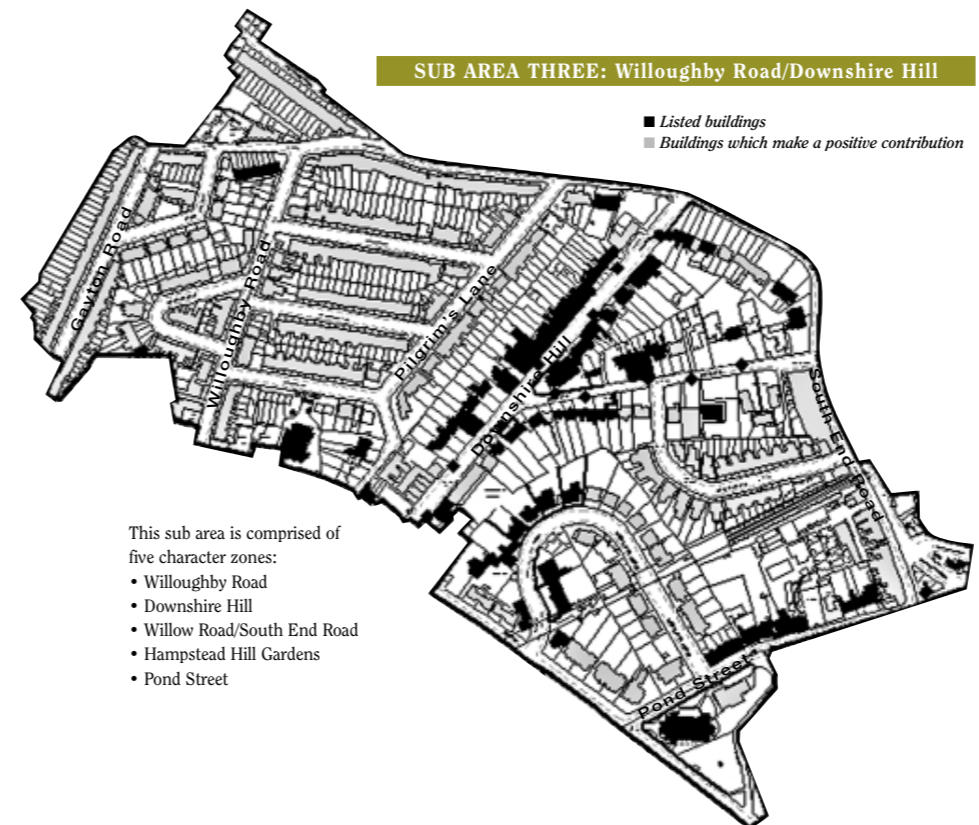 SUB AREA THREE: Willoughby Road/Downshire Hill
Listed buildings
Buildings which make a positive contribution
Gayton Road
Willoughby Road
Pilgrim's Lane
Downshire Hill
South End Road
Pond Street
This sub area is comprised of
five character zones:
• Willoughby Road
• Downshire Hill
• Willow Road/South End Road
• Hampstead Hill Gardens
• Pond Street